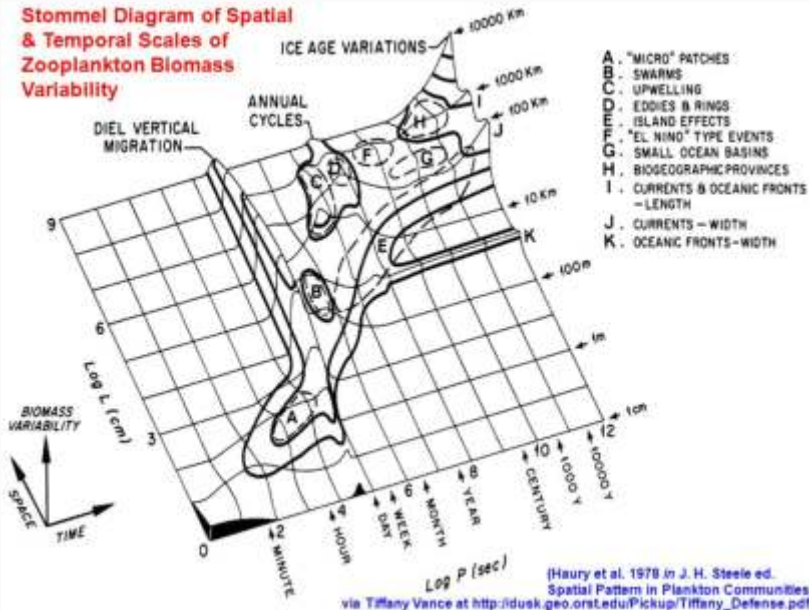 Stommel Diagram of Spatial
& Temporal Scales of
Zooplankton Biomass
Variability
ICE AGE VARIATIONS
10000 Km
1000 Km
100 Km
10 Km
100 m
1 m
1 cm
ANNUAL
CYCLES
DIEL VERTICAL
MIGRATION
A. "MICRO" PATCHES
B. SWARMS
C. UPWELLING
D. EDDIES & RINGS
E. ISLAND EFFECTS
F. "EL NINO" TYPE EVENTS
G. SMALL OCEAN BASINS
H. BIOGEOGRAPHIC PROVINCES
I. CURRENTS & OCEANIC FRONTS
-LENGTH
J. CURRENTS-WIDTH
K. OCEANIC FRONTS-WIDTH
H
I
J
F
G
D
C
E
K
B
A
9
6
3
0
Log L (cm)
BIOMASS
VARIABILITY
SPACE
TIME
2
4
6
8
10
12
MINUTE
HOUR
DAY
WEEK
MONTH
YEAR
CENTURY
1000 Y
10000 Y
Log P (sec)
(Haury et al. 1978 in J. H. Steele ed.
Spatial Pattern in Plankton Communities
via Tiffany Vance at http://dusk.geo.orst.edu/Pickup/Tiffany_Defense.pdf